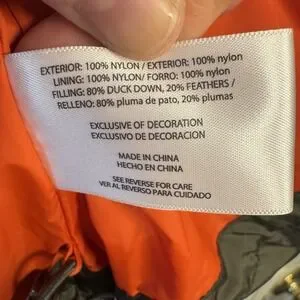 EXTERIOR: 100% NYLON/ EXTERIOR: 100% nylon
LINING: 100% NYLON/ FORRO: 100% nylon
FILLING: 80% DUCK DOWN, 20% FEATHERS /
RELLENO: 80% pluma de pato, 20% plumas
EXCLUSIVE OF DECORATION
EXCLUSIVO DE DECORACION
MADE IN CHINA
HECHO EN CHINA
SEE REVERSE FOR CARE
VER AL REVERSO PARA CUIDADO